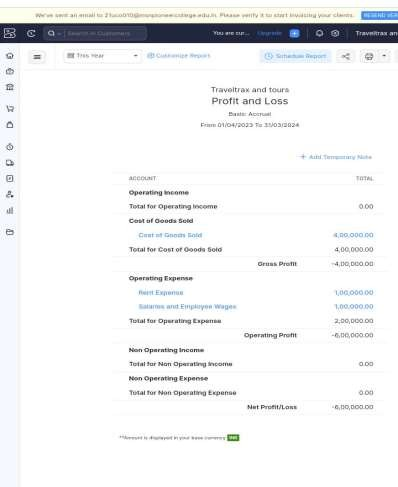 We've sent an email to 21uco010@msnpioneercollege.edu.in. Please verify it to start invoicing your clients. RESEND VER
Search in Customers You are cur... Upgrade Traveltrax an
This Year Customize Report Schedule Report
Traveltrax and tours
Profit and Loss
Basis: Accrual
From 01/04/2023 To 31/03/2024
+ Add Temporary Note
ACCOUNT TOTAL
Operating Income
Total for Operating Income 0.00
Cost of Goods Sold
Cost of Goods Sold 4,00,000.00
Total for Cost of Goods Sold 4,00,000.00
Gross Profit -4,00,000.00
Operating Expense
Rent Expense 1,00,000.00
Salaries and Employee Wages 1,00,000.00
Total for Operating Expense 2,00,000.00
Operating Profit -6,00,000.00
Non Operating Income
Total for Non Operating Income 0.00
Non Operating Expense
Total for Non Operating Expense 0.00
Net Profit/Loss -6,00,000.00
**Amount is displayed in your base currency INR